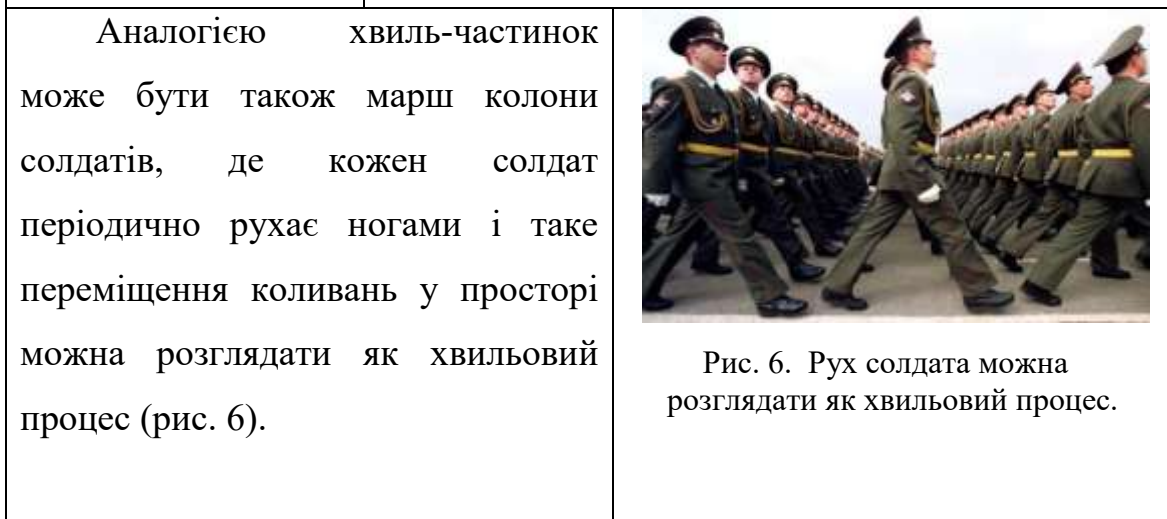 Аналогією хвиль-частинок
може бути також марш колони
солдатів, де кожен солдат
періодично рухає ногами і таке
переміщення коливань у просторі
можна розглядати як хвильовий
процес (рис. 6).
Рис. 6. Рух солдата можна
розглядати як хвильовий процес.